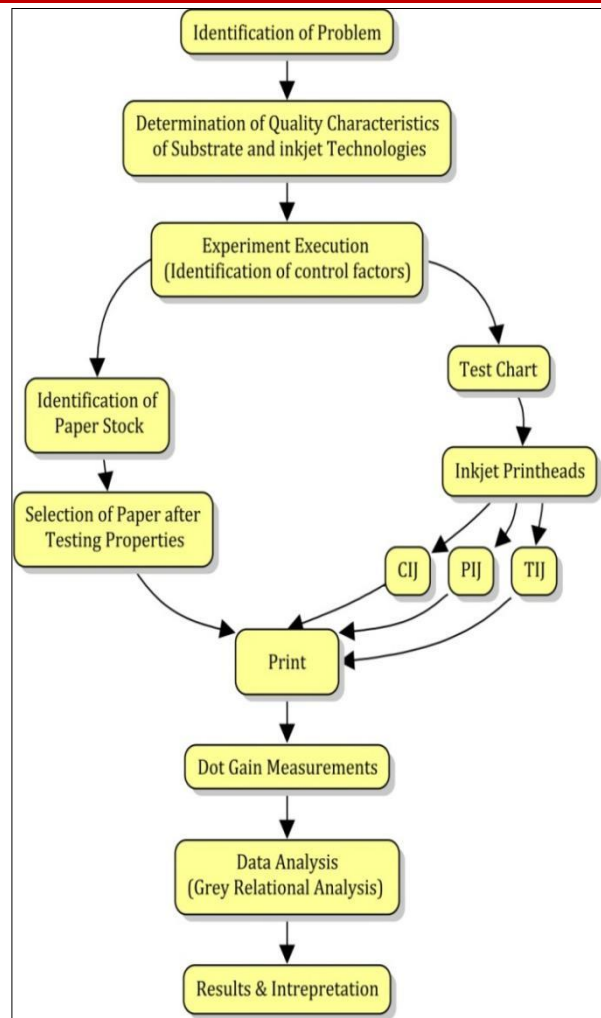 Identification of Problem
Determination of Quality Characteristics
of Substrate and inkjet Technologies
Experiment Execution
(Identification of control factors)
Identification of
Paper Stock
Selection of Paper after
Testing Properties
Test Chart
Inkjet Printheads
CIJ
PIJ
TIJ
Print
Dot Gain Measurements
Data Analysis
(Grey Relational Analysis)
Results & Intrepretation